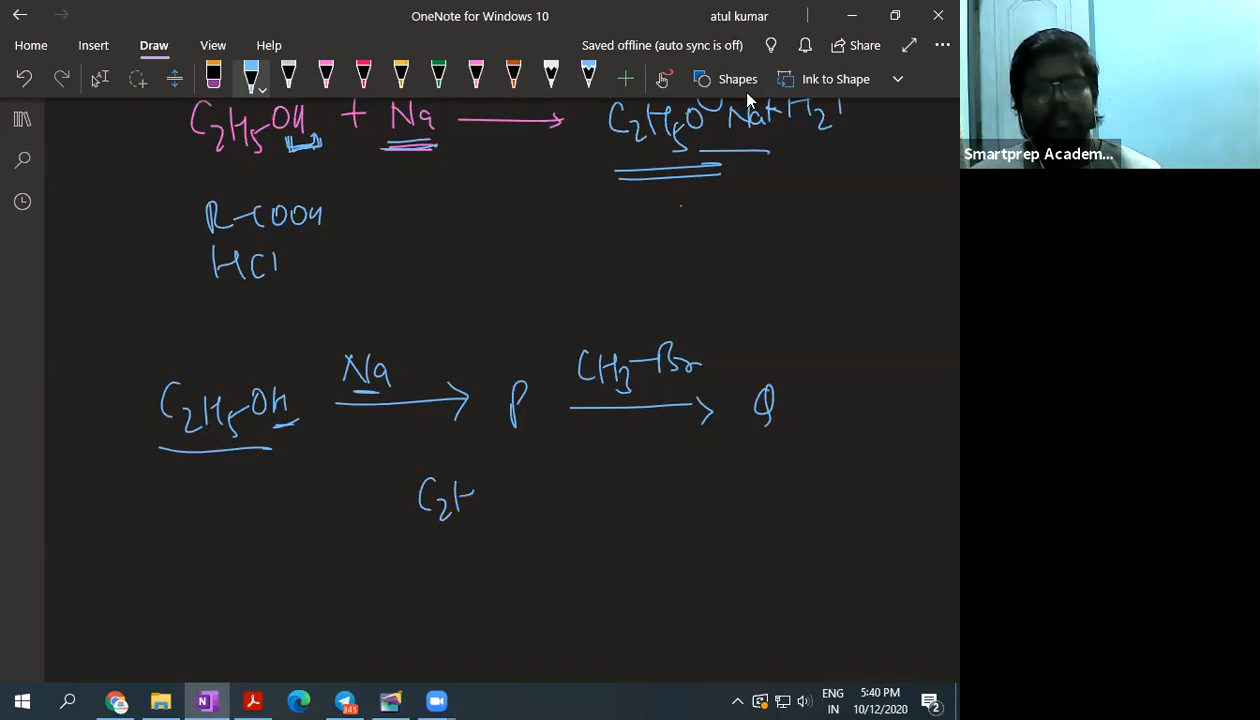 OneNote for Windows 10
atul kumar
Home Insert Draw View Help
Saved offline (auto sync is off)
Share
Shapes
Ink to Shape
C2H5OH + Na → C2H5O Na + H2↑
Smartprep Academ...
R-COOH
HCl
C2H5OH Na → P CH3-Br → Q
C2H
345
ENG
IN
5:40 PM
10/12/2020
2